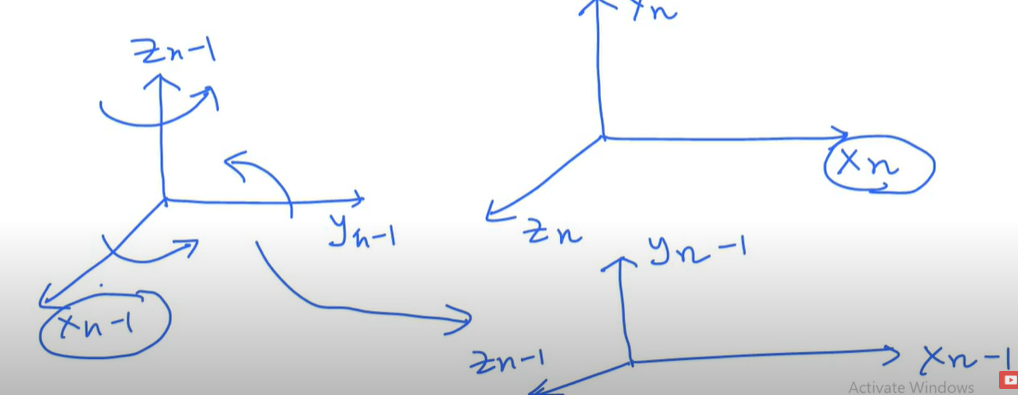 Zn-1
Yn
Xn
yn-1
Zn
Xn-1
yn-1
Zn-1
Xn-1
Activate Windows